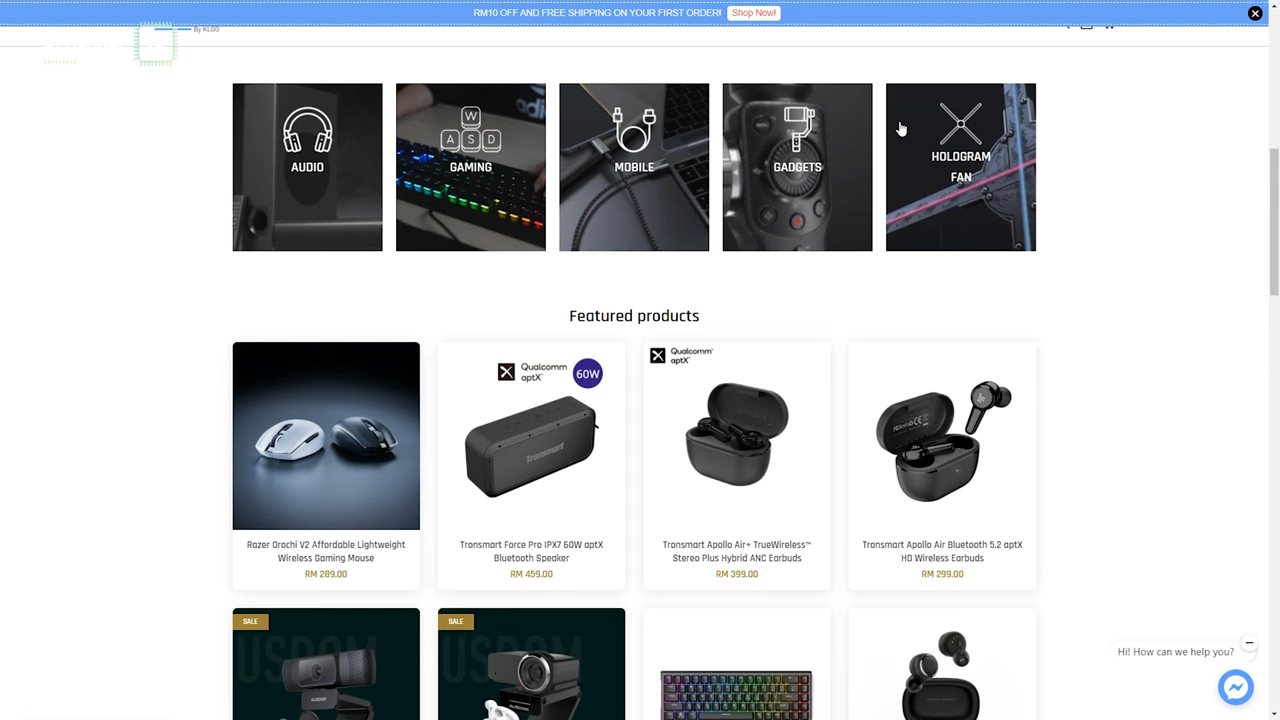 RM10 OFF AND FREE SHIPPING ON YOUR FIRST ORDER! Shop Now!
By KLGG
AUDIO
W
A S D
GAMING
MOBILE
GADGETS
HOLOGRAM
FAN
Featured products
Qualcomm
aptX
60W
Tronsmart
Qualcomm
aptX
Razer Orochi V2 Affordable Lightweight
Wireless Gaming Mouse
RM 289.00
Tronsmart Force Pro IPX7 60W aptX
Bluetooth Speaker
RM 459.00
Tronsmart Apollo Air+ TrueWireless™
Stereo Plus Hybrid ANC Earbuds
RM 399.00
Tronsmart Apollo Air Bluetooth 5.2 aptX
HD Wireless Earbuds
RM 299.00
SALE
SALE
AUSDOM
Hi! How can we help you?